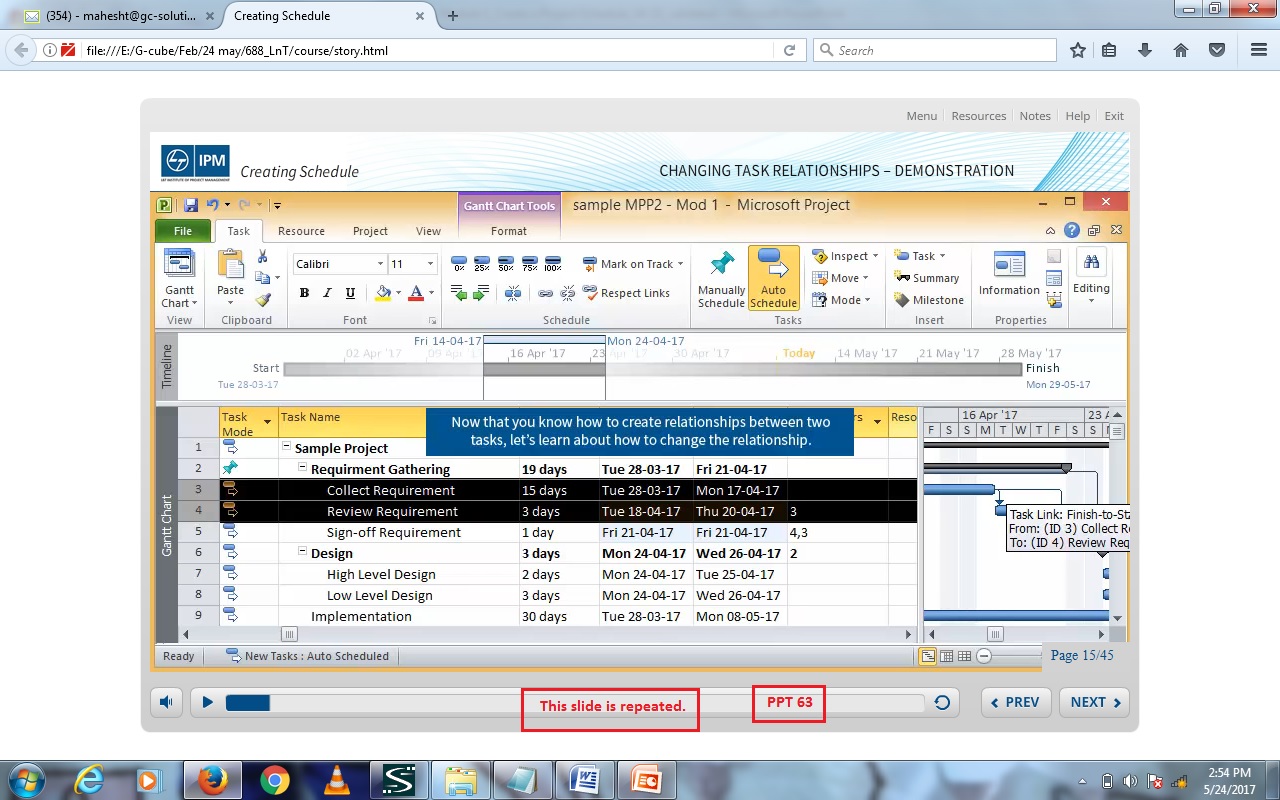 (354) - mahesht@gc-soluti...
Creating Schedule
file:///E:/G-cube/Feb/24 may/688_LnT/course/story.html
Search
Menu Resources Notes Help Exit
IPM
L&T INSTITUTE OF PROJECT MANAGEMENT
Creating Schedule
CHANGING TASK RELATIONSHIPS – DEMONSTRATION
Gantt Chart Tools
sample MPP2 - Mod 1 - Microsoft Project
File Task Resource Project View Format
Gantt Chart
Paste
Calibri 11
B I U A
0% 25% 50% 75% 100%
Mark on Track
Respect Links
Manually Schedule
Auto Schedule
Inspect
Move
Mode
Task
Summary
Milestone
Information
Editing
View Clipboard Font Schedule Tasks Insert Properties
Timeline
Fri 14-04-17 Mon 24-04-17
02 Apr '17 09 Apr '17 16 Apr '17 23 30 Apr '17 Today 14 May '17 21 May '17 28 May '17
Start Finish
Tue 28-03-17 Mon 29-05-17
Gantt Chart
Task Mode Task Name rs Reso
Now that you know how to create relationships between two
tasks, let's learn about how to change the relationship.
16 Apr '17 23 A
F S S M T W T F S S
1 Sample Project
2 Requirment Gathering 19 days Tue 28-03-17 Fri 21-04-17
3 Collect Requirement 15 days Tue 28-03-17 Mon 17-04-17
4 Review Requirement 3 days Tue 18-04-17 Thu 20-04-17 3
5 Sign-off Requirement 1 day Fri 21-04-17 Fri 21-04-17 4,3
6 Design 3 days Mon 24-04-17 Wed 26-04-17 2
7 High Level Design 2 days Mon 24-04-17 Tue 25-04-17
8 Low Level Design 3 days Mon 24-04-17 Wed 26-04-17
9 Implementation 30 days Tue 28-03-17 Mon 08-05-17
Task Link: Finish-to-Sta
From: (ID 3) Collect Re
To: (ID 4) Review Req
Ready New Tasks : Auto Scheduled
Page 15/45
This slide is repeated.
PPT 63
PREV NEXT
2:54 PM
5/24/2017